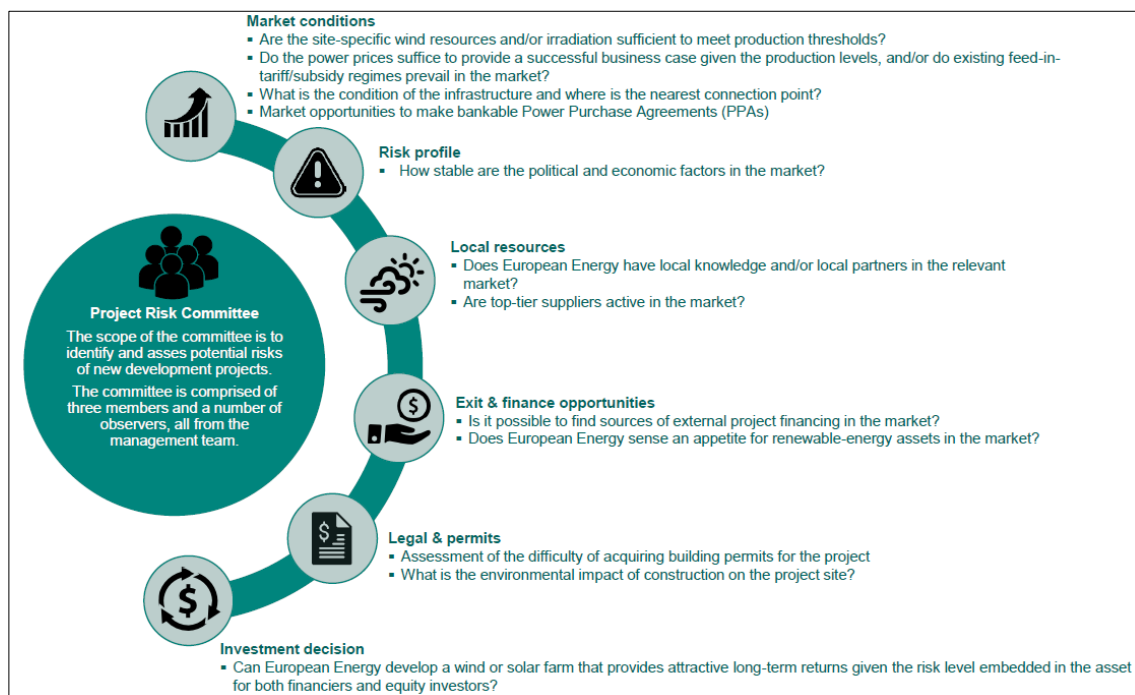 Market conditions
▪ Are the site-specific wind resources and/or irradiation sufficient to meet production thresholds?
▪ Do the power prices suffice to provide a successful business case given the production levels, and/or do existing feed-in-
tariff/subsidy regimes prevail in the market?
▪ What is the condition of the infrastructure and where is the nearest connection point?
▪ Market opportunities to make bankable Power Purchase Agreements (PPAs)
Risk profile
▪ How stable are the political and economic factors in the market?
Local resources
▪ Does European Energy have local knowledge and/or local partners in the relevant
market?
▪ Are top-tier suppliers active in the market?
Project Risk Committee
The scope of the committee is to
identify and asses potential risks
of new development projects.
The committee is comprised of
three members and a number of
observers, all from the
management team.
$
Exit & finance opportunities
▪ Is it possible to find sources of external project financing in the market?
▪ Does European Energy sense an appetite for renewable-energy assets in the market?
$
Legal & permits
▪ Assessment of the difficulty of acquiring building permits for the project
▪ What is the environmental impact of construction on the project site?
$
Investment decision
▪ Can European Energy develop a wind or solar farm that provides attractive long-term returns given the risk level embedded in the asset
for both financiers and equity investors?